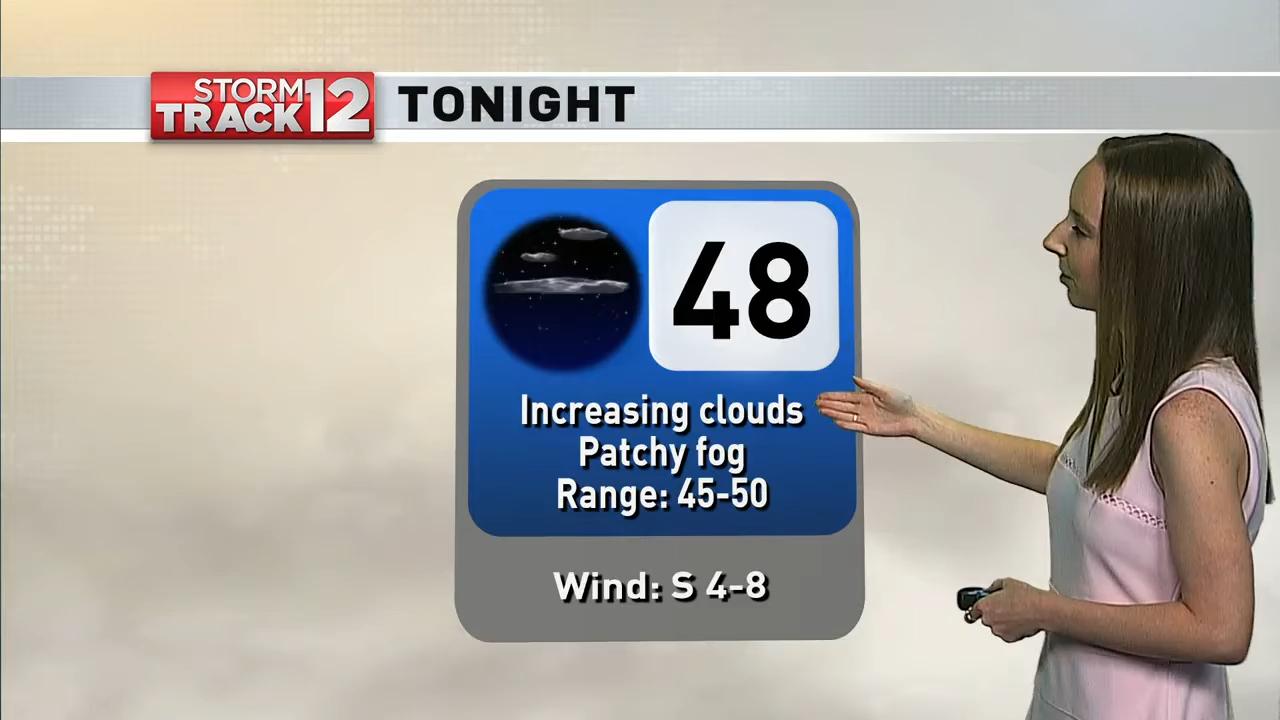 STORM
TRACK 12
TONIGHT
48
Increasing clouds
Patchy fog
Range: 45-50
Wind: S 4-8